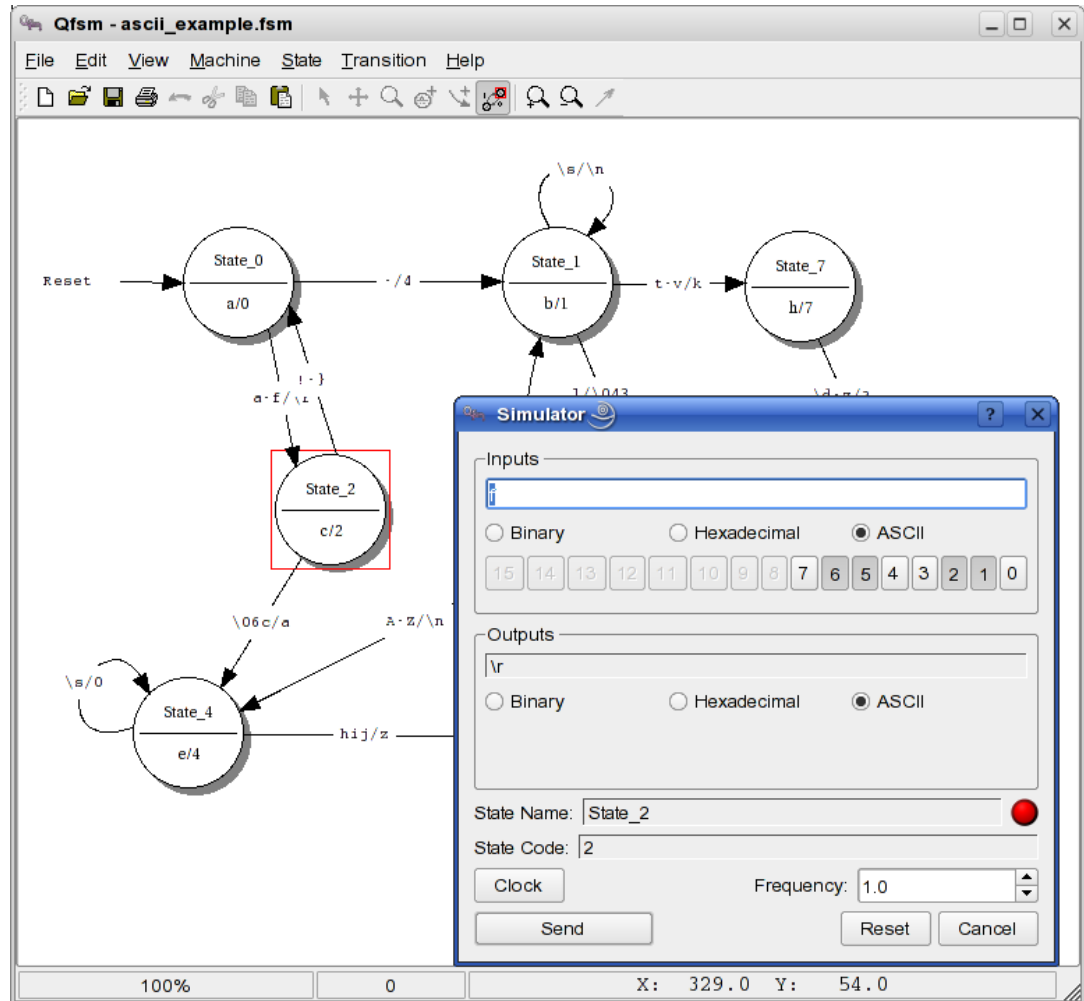 Qfsm - ascii_example.fsm
File Edit View Machine State Transition Help
\s/\n
State_0
a/0
Reset
-/4
State_1
b/1
t-v/k
State_7
h/7
!-}
a-f/\r
State_2
c/2
\06c/a
A-Z/\n
\s/0
State_4
e/4
hij/z
Simulator
Inputs
f
Binary Hexadecimal ASCII
15 14 13 12 11 10 9 8 7 6 5 4 3 2 1 0
Outputs
\r
Binary Hexadecimal ASCII
State Name: State_2
State Code: 2
Clock Frequency: 1.0
Send Reset Cancel
100% 0 X: 329.0 Y: 54.0